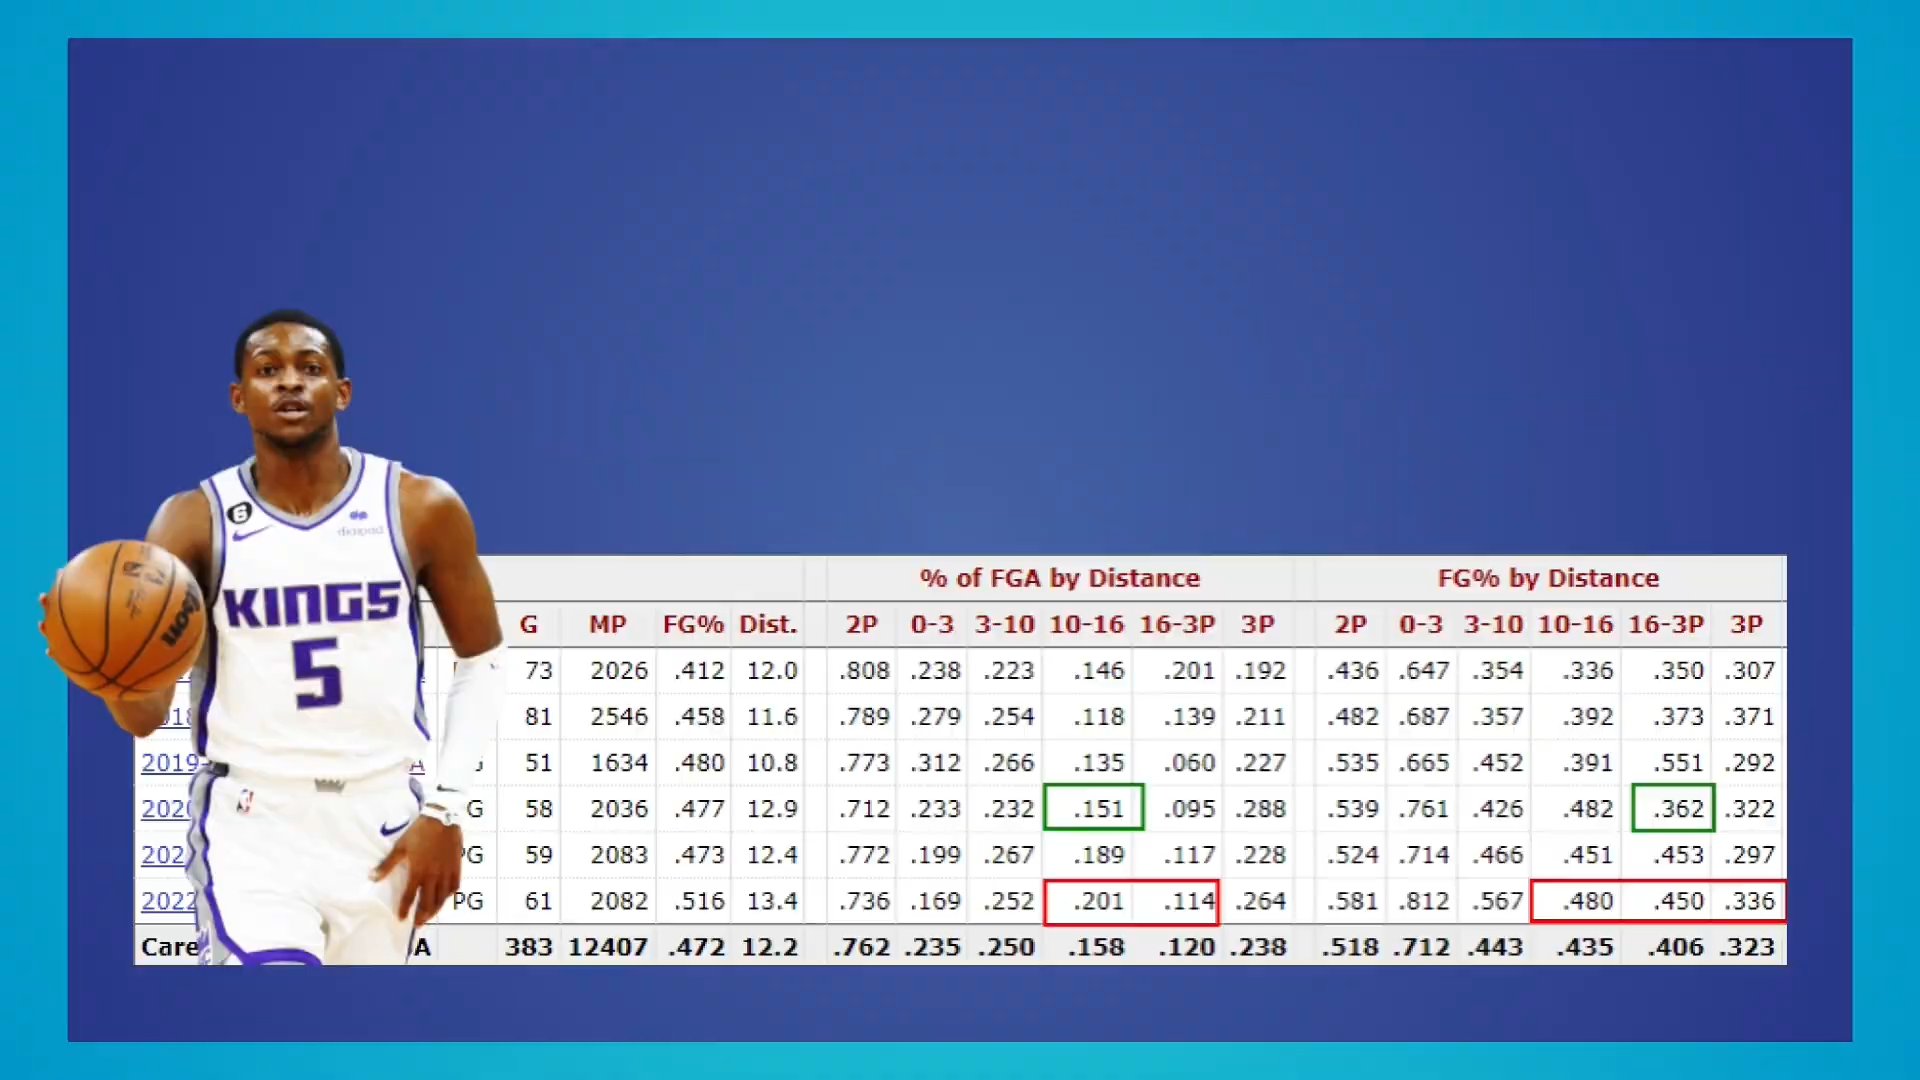 6
diαpαd
KINGS
5
Wilson
% of FGA by Distance FG% by Distance
G MP FG% Dist. 2P 0-3 3-10 10-16 16-3P 3P 2P 0-3 3-10 10-16 16-3P 3P
73 2026 .412 12.0 .808 .238 .223 .146 .201 .192 .436 .647 .354 .336 .350 .307
81 2546 .458 11.6 .789 .279 .254 .118 .139 .211 .482 .687 .357 .392 .373 .371
2019- A 51 1634 .480 10.8 .773 .312 .266 .135 .060 .227 .535 .665 .452 .391 .551 .292
2020 G 58 2036 .477 12.9 .712 .233 .232 .151 .095 .288 .539 .761 .426 .482 .362 .322
202 PG 59 2083 .473 12.4 .772 .199 .267 .189 .117 .228 .524 .714 .466 .451 .453 .297
2022 PG 61 2082 .516 13.4 .736 .169 .252 .201 .114 .264 .581 .812 .567 .480 .450 .336
Care A 383 12407 .472 12.2 .762 .235 .250 .158 .120 .238 .518 .712 .443 .435 .406 .323